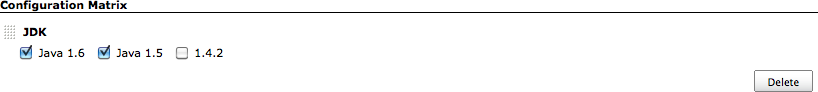 Configuration Matrix
JDK
Java 1.6 Java 1.5 1.4.2
Delete